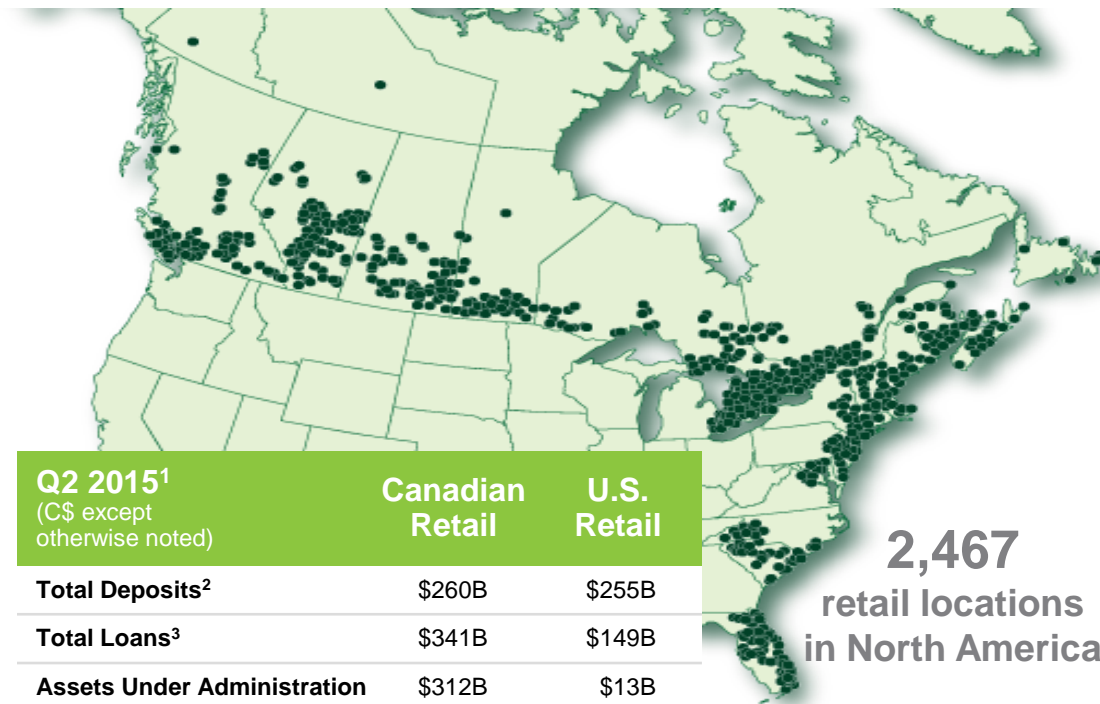 Q2 2015¹ Canadian Retail U.S. Retail
(C$ except
otherwise noted)
Total Deposits² $260B $255B
Total Loans³ $341B $149B
Assets Under Administration $312B $13B
2,467
retail locations
in North America